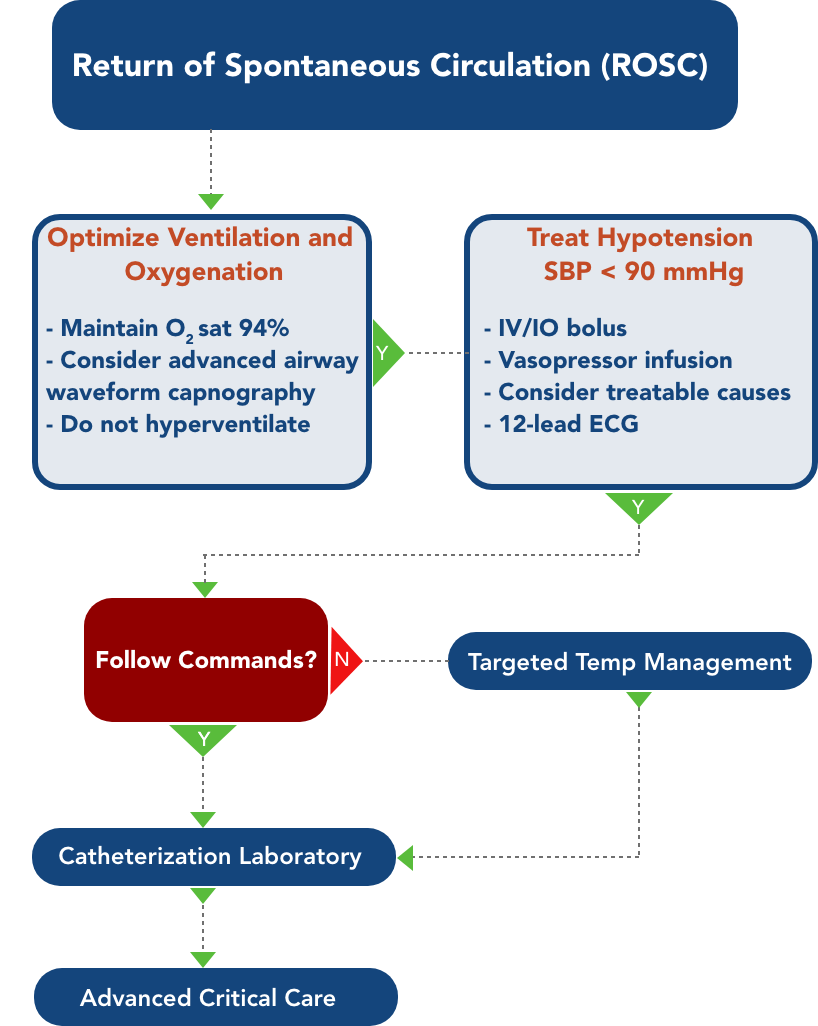 Return of Spontaneous Circulation (ROSC)
Optimize Ventilation and
Oxygenation
- Maintain O2 sat 94%
- Consider advanced airway
waveform capnography
- Do not hyperventilate
Y
Treat Hypotension
SBP < 90 mmHg
- IV/IO bolus
- Vasopressor infusion
- Consider treatable causes
- 12-lead ECG
Y
Follow Commands?
N
Targeted Temp Management
Y
Catheterization Laboratory
Advanced Critical Care